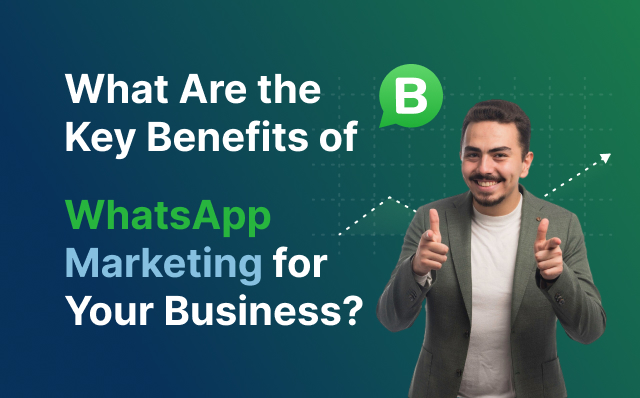 What Are the
B
Key Benefits of
WhatsApp
Marketing for
Your Business?